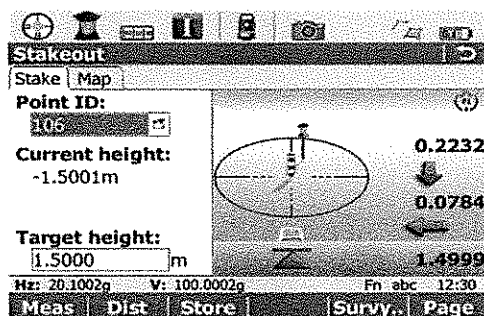 Stakeout
Stake Map
Point ID:
106
0.2232
Current height:
-1.5001m
0.0784
Target height:
1.5000 m
1.4999
Hz: 20.1002g V: 100.0002g Fn abc 12:30
Meas Dist Store Survy.. Page